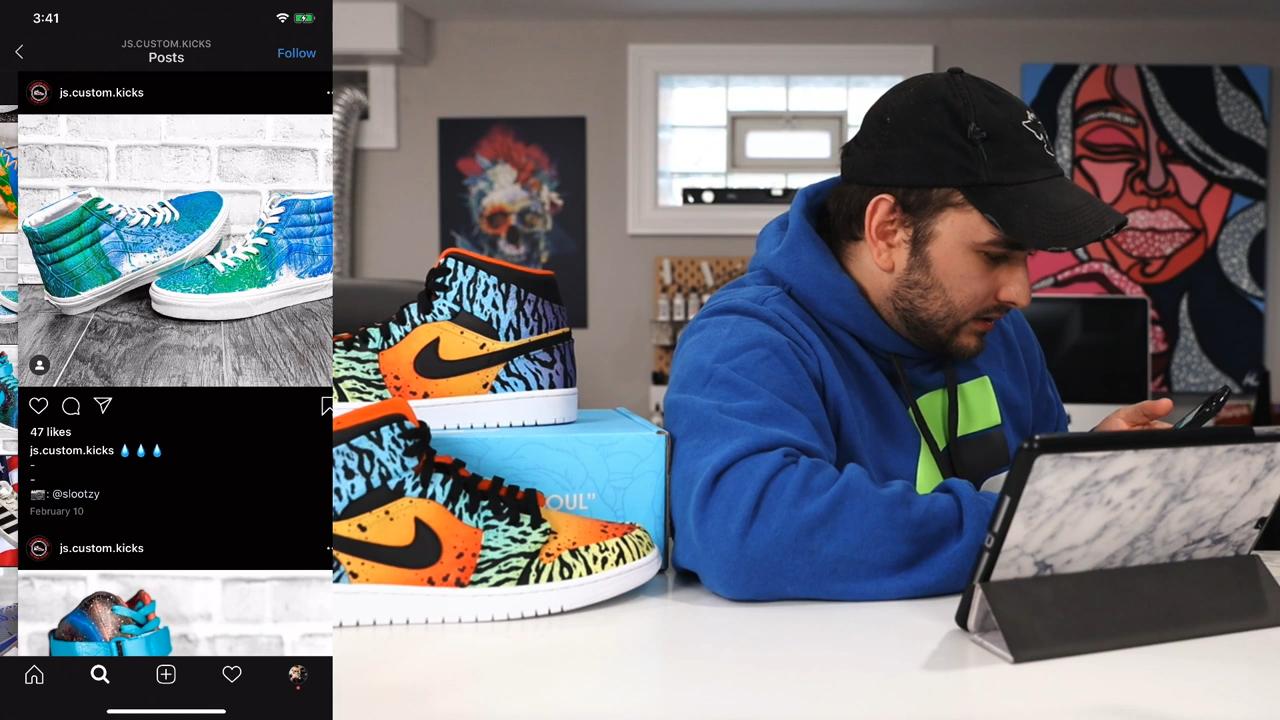 3:41
JS.CUSTOM.KICKS
Posts
Follow
js.custom.kicks
47 likes
js.custom.kicks 💧 💧 💧
-
-
📷: @slootzy
February 10
js.custom.kicks
OUL"